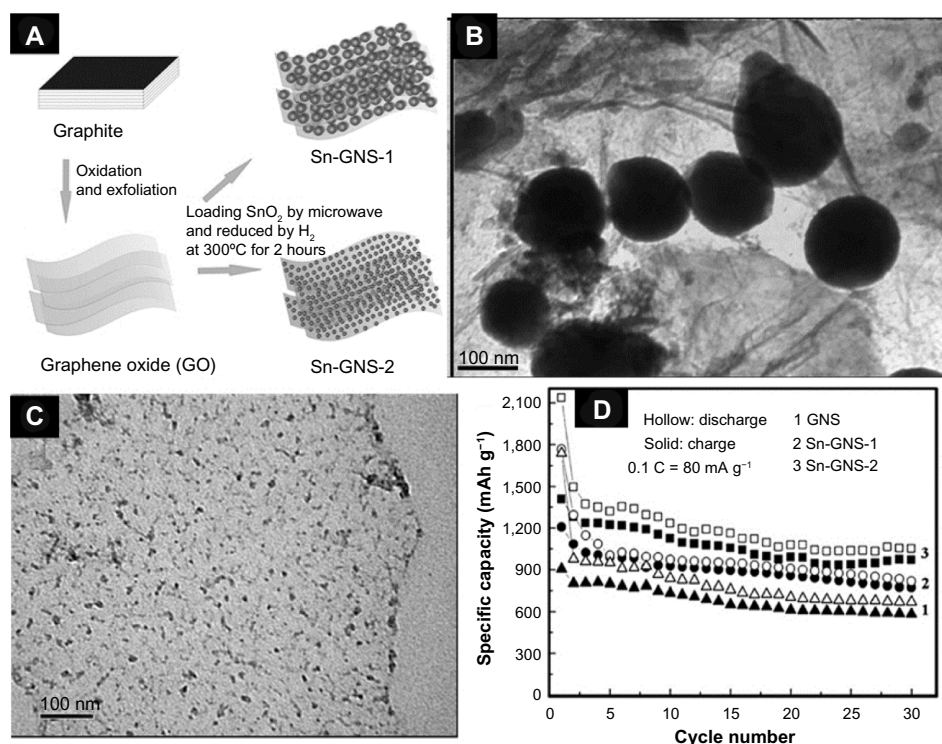 A
Graphite
Oxidation
and exfoliation
Graphene oxide (GO)
Loading SnO₂ by microwave
and reduced by H₂
at 300ºC for 2 hours
Sn-GNS-1
Sn-GNS-2
B
100 nm
C
100 nm
D
Specific capacity (mAh g⁻¹)
2,100
1,800
1,500
1,200
900
600
300
0
Hollow: discharge
Solid: charge
0.1 C = 80 mA g⁻¹
1 GNS
2 Sn-GNS-1
3 Sn-GNS-2
3
2
1
0 5 10 15 20 25 30
Cycle number